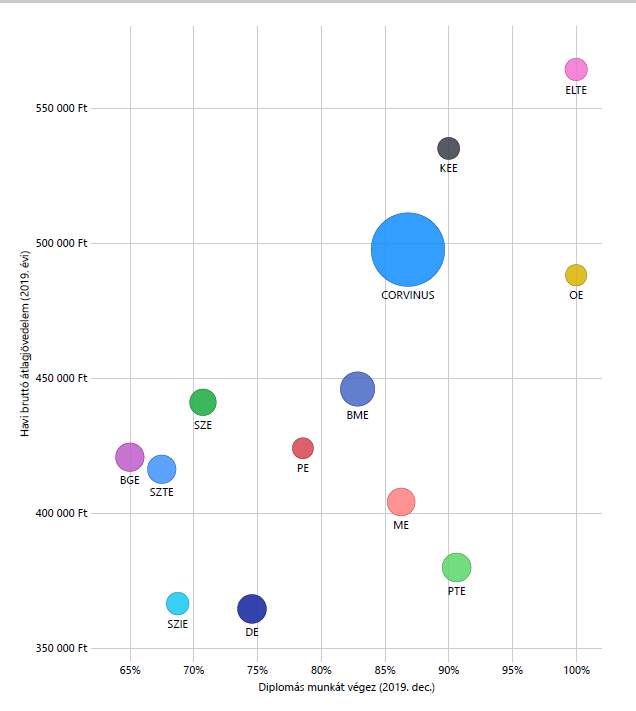 ELTE
550 000 Ft
KEE
500 000 Ft
CORVINUS
OE
Havi bruttó átlagjövedelem (2019. évi)
450 000 Ft
BME
SZE
PE
BGE
SZTE
400 000 Ft
ME
PTE
SZIE
DE
350 000 Ft
65% 70% 75% 80% 85% 90% 95% 100%
Diplomás munkát végez (2019. dec.)